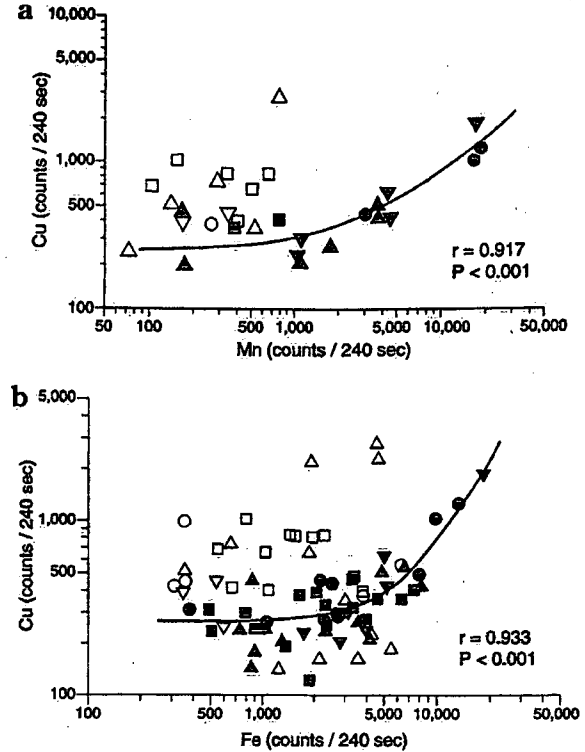 a
10,000
5,000
1,000
500
100
Cu (counts / 240 sec)
r = 0.917
P < 0.001
50 100 500 1,000 5,000 10,000 50,000
Mn (counts / 240 sec)
b
5,000
1,000
500
100
Cu (counts / 240 sec)
r = 0.933
P < 0.001
100 500 1,000 5,000 10,000 50,000
Fe (counts / 240 sec)